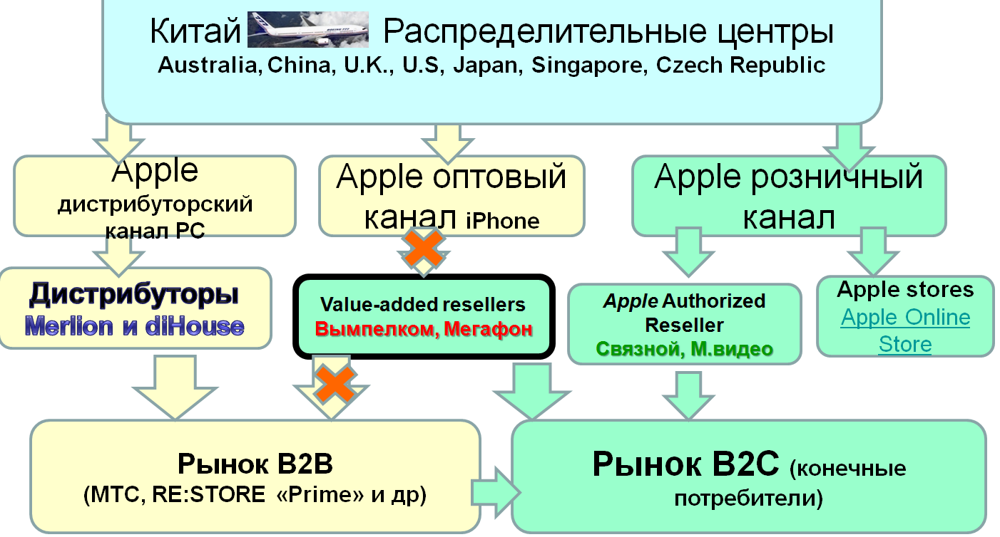 Китай Распределительные центры
Australia, China, U.K., U.S, Japan, Singapore, Czech Republic
Apple
дистрибуторский
канал PC
Apple оптовый
канал iPhone
Apple розничный
канал
Дистрибуторы
Merlion и diHouse
Value-added resellers
Вымпелком, Мегафон
Apple Authorized
Reseller
Связной, М.видео
Apple stores
Apple Online
Store
Рынок B2B
(МТС, RE:STORE «Prime» и др)
Рынок B2C (конечные
потребители)